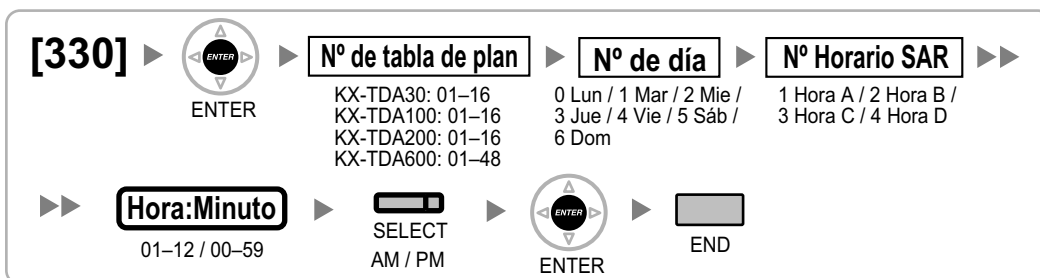 [330] ENTER Nº de tabla de plan Nº de día Nº Horario SAR
ENTER
KX-TDA30: 01–16
KX-TDA100: 01–16
KX-TDA200: 01–16
KX-TDA600: 01–48
0 Lun / 1 Mar / 2 Mie /
3 Jue / 4 Vie / 5 Sáb /
6 Dom
1 Hora A / 2 Hora B /
3 Hora C / 4 Hora D
Hora:Minuto
01–12 / 00–59
SELECT
AM / PM
ENTER
ENTER
END